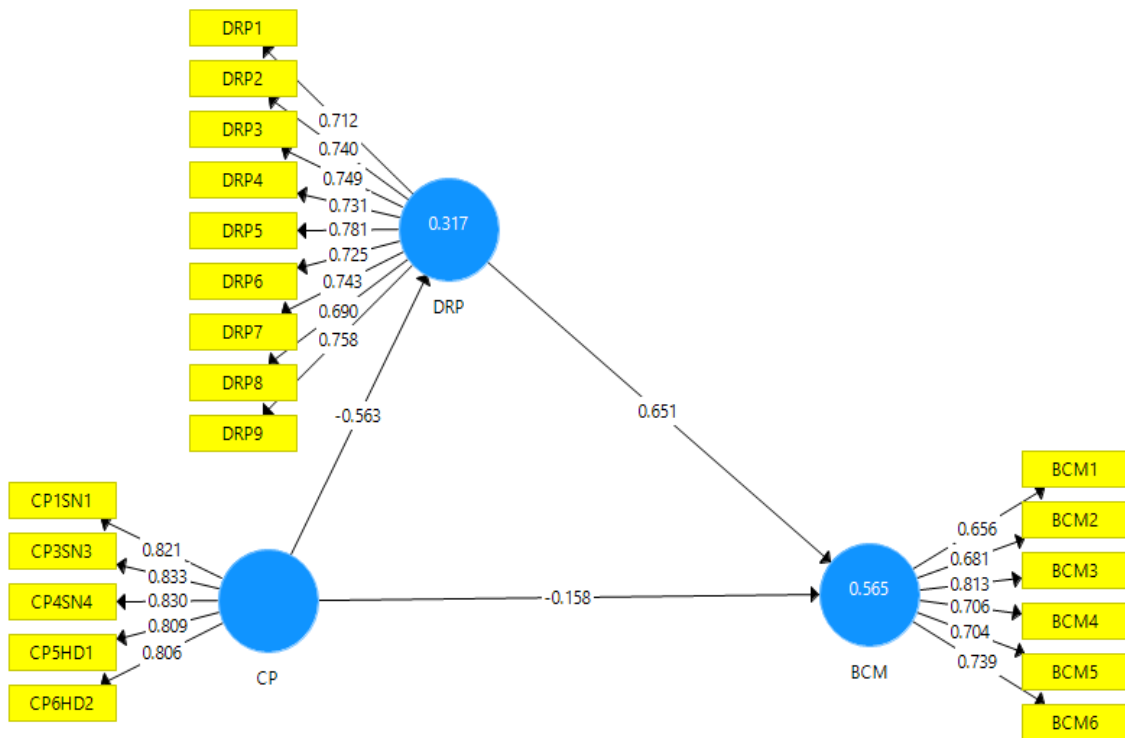 DRP1
DRP2
DRP3
DRP4
DRP5
DRP6
DRP7
DRP8
DRP9
0.712
0.740
0.749
0.731
0.781
0.725
0.743
0.690
0.758
0.317
DRP
-0.563
0.651
CP1SN1
CP3SN3
CP4SN4
CP5HD1
CP6HD2
0.821
0.833
0.830
0.809
0.806
CP
-0.158
0.565
BCM
0.656
0.681
0.813
0.706
0.704
0.739
BCM1
BCM2
BCM3
BCM4
BCM5
BCM6